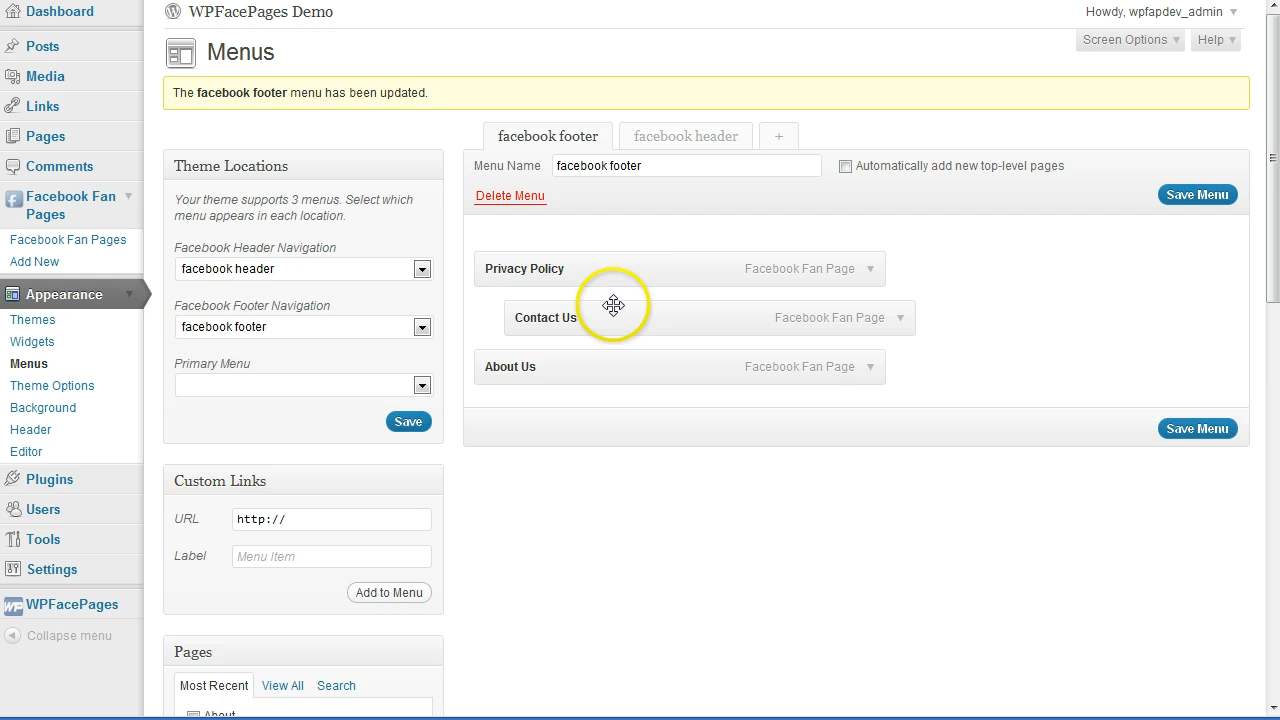 Dashboard
Posts
Media
Links
Pages
Comments
Facebook Fan
Pages
Facebook Fan Pages
Add New
Appearance
Themes
Widgets
Menus
Theme Options
Background
Header
Editor
Plugins
Users
Tools
Settings
WPFacePages
Collapse menu
WPFacePages Demo
Howdy, wpfapdev_admin
Menus
Screen Options
Help
The facebook footer menu has been updated.
Theme Locations
Your theme supports 3 menus. Select which
menu appears in each location.
Facebook Header Navigation
facebook header
Facebook Footer Navigation
facebook footer
Primary Menu
Save
Custom Links
URL http://
Label Menu Item
Add to Menu
Pages
Most Recent View All Search
About
facebook footer facebook header +
Menu Name facebook footer Automatically add new top-level pages
Delete Menu Save Menu
Privacy Policy Facebook Fan Page
Contact Us Facebook Fan Page
About Us Facebook Fan Page
Save Menu